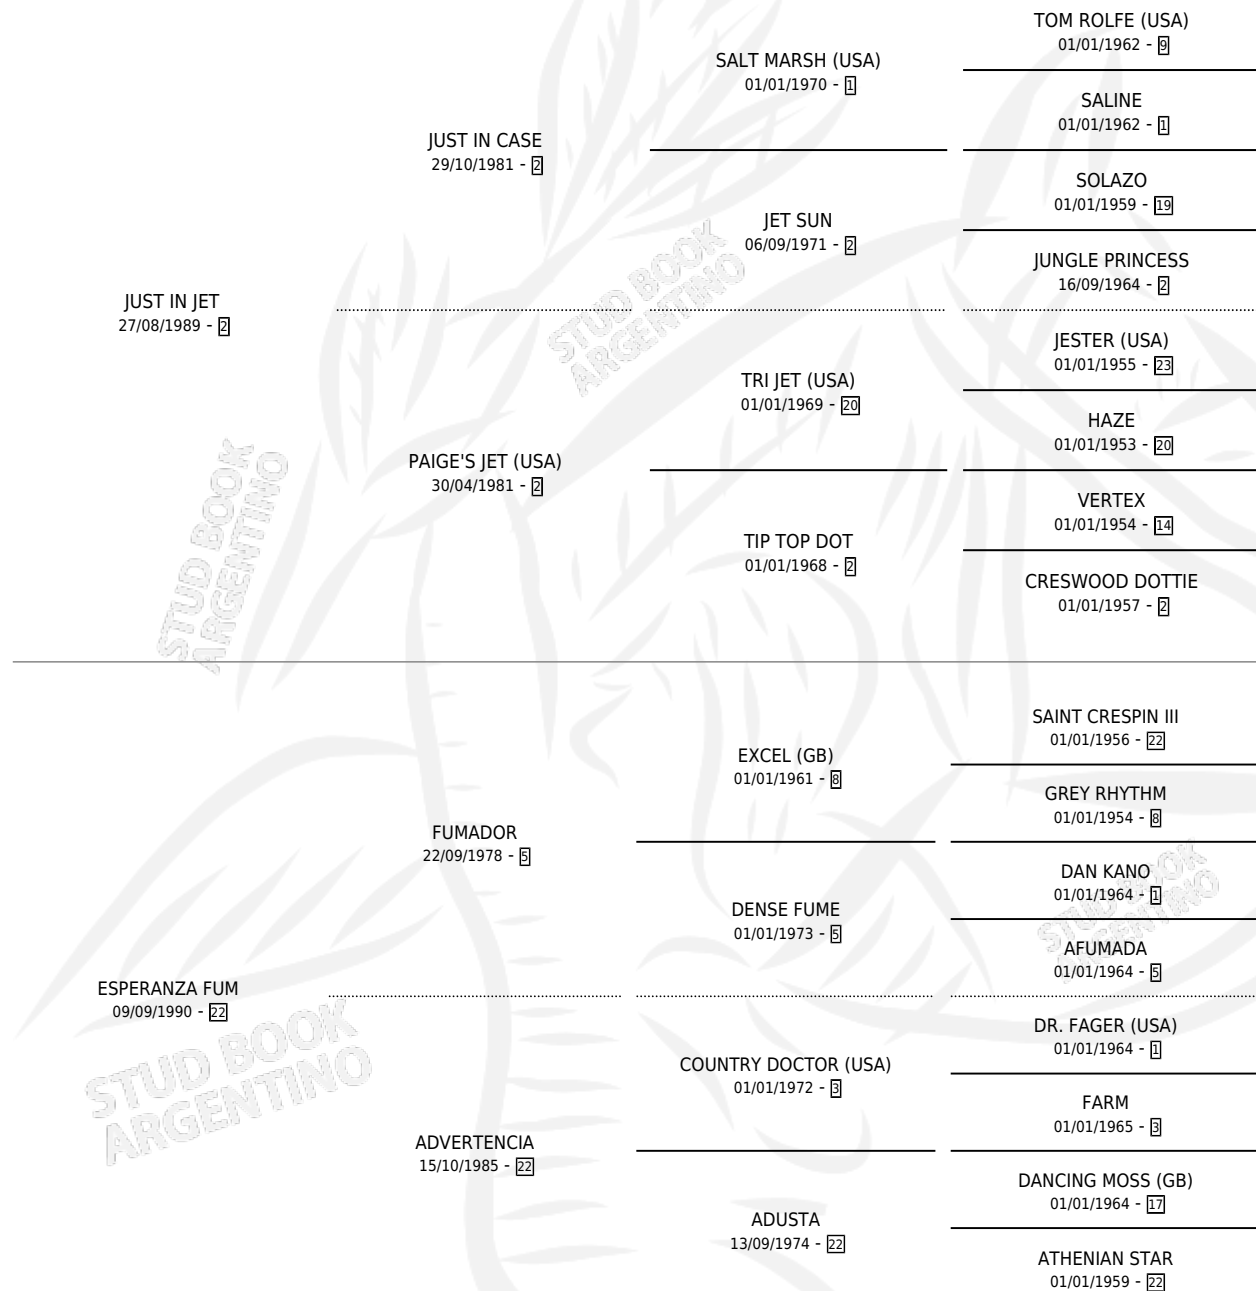 TOM ROLFE (USA)
01/01/1962 - 9
SALT MARSH (USA)
01/01/1970 - 1
SALINE
01/01/1962 - 1
JUST IN CASE
29/10/1981 - 2
SOLAZO
01/01/1959 - 19
JET SUN
06/09/1971 - 2
JUNGLE PRINCESS
16/09/1964 - 2
JUST IN JET
27/08/1989 - 2
STUD BOOK
ARGENTINO
JESTER (USA)
01/01/1955 - 23
TRI JET (USA)
01/01/1969 - 20
HAZE
01/01/1953 - 20
PAIGE'S JET (USA)
30/04/1981 - 2
VERTEX
01/01/1954 - 14
TIP TOP DOT
01/01/1968 - 2
CRESWOOD DOTTIE
01/01/1957 - 2
STUD BOOK
ARGENTINO
SAINT CRESPIN III
01/01/1956 - 22
EXCEL (GB)
01/01/1961 - 8
GREY RHYTHM
01/01/1954 - 8
FUMADOR
22/09/1978 - 5
DAN KANO
01/01/1964 - 1
DENSE FUME
01/01/1973 - 5
AFUMADA
01/01/1964 - 5
STUD BOOK
ARGENTINO
ESPERANZA FUM
09/09/1990 - 22
DR. FAGER (USA)
01/01/1964 - 1
COUNTRY DOCTOR (USA)
01/01/1972 - 3
FARM
01/01/1965 - 3
STUD BOOK
ARGENTINO
ADVERTENCIA
15/10/1985 - 22
DANCING MOSS (GB)
01/01/1964 - 17
ADUSTA
13/09/1974 - 22
ATHENIAN STAR
01/01/1959 - 22